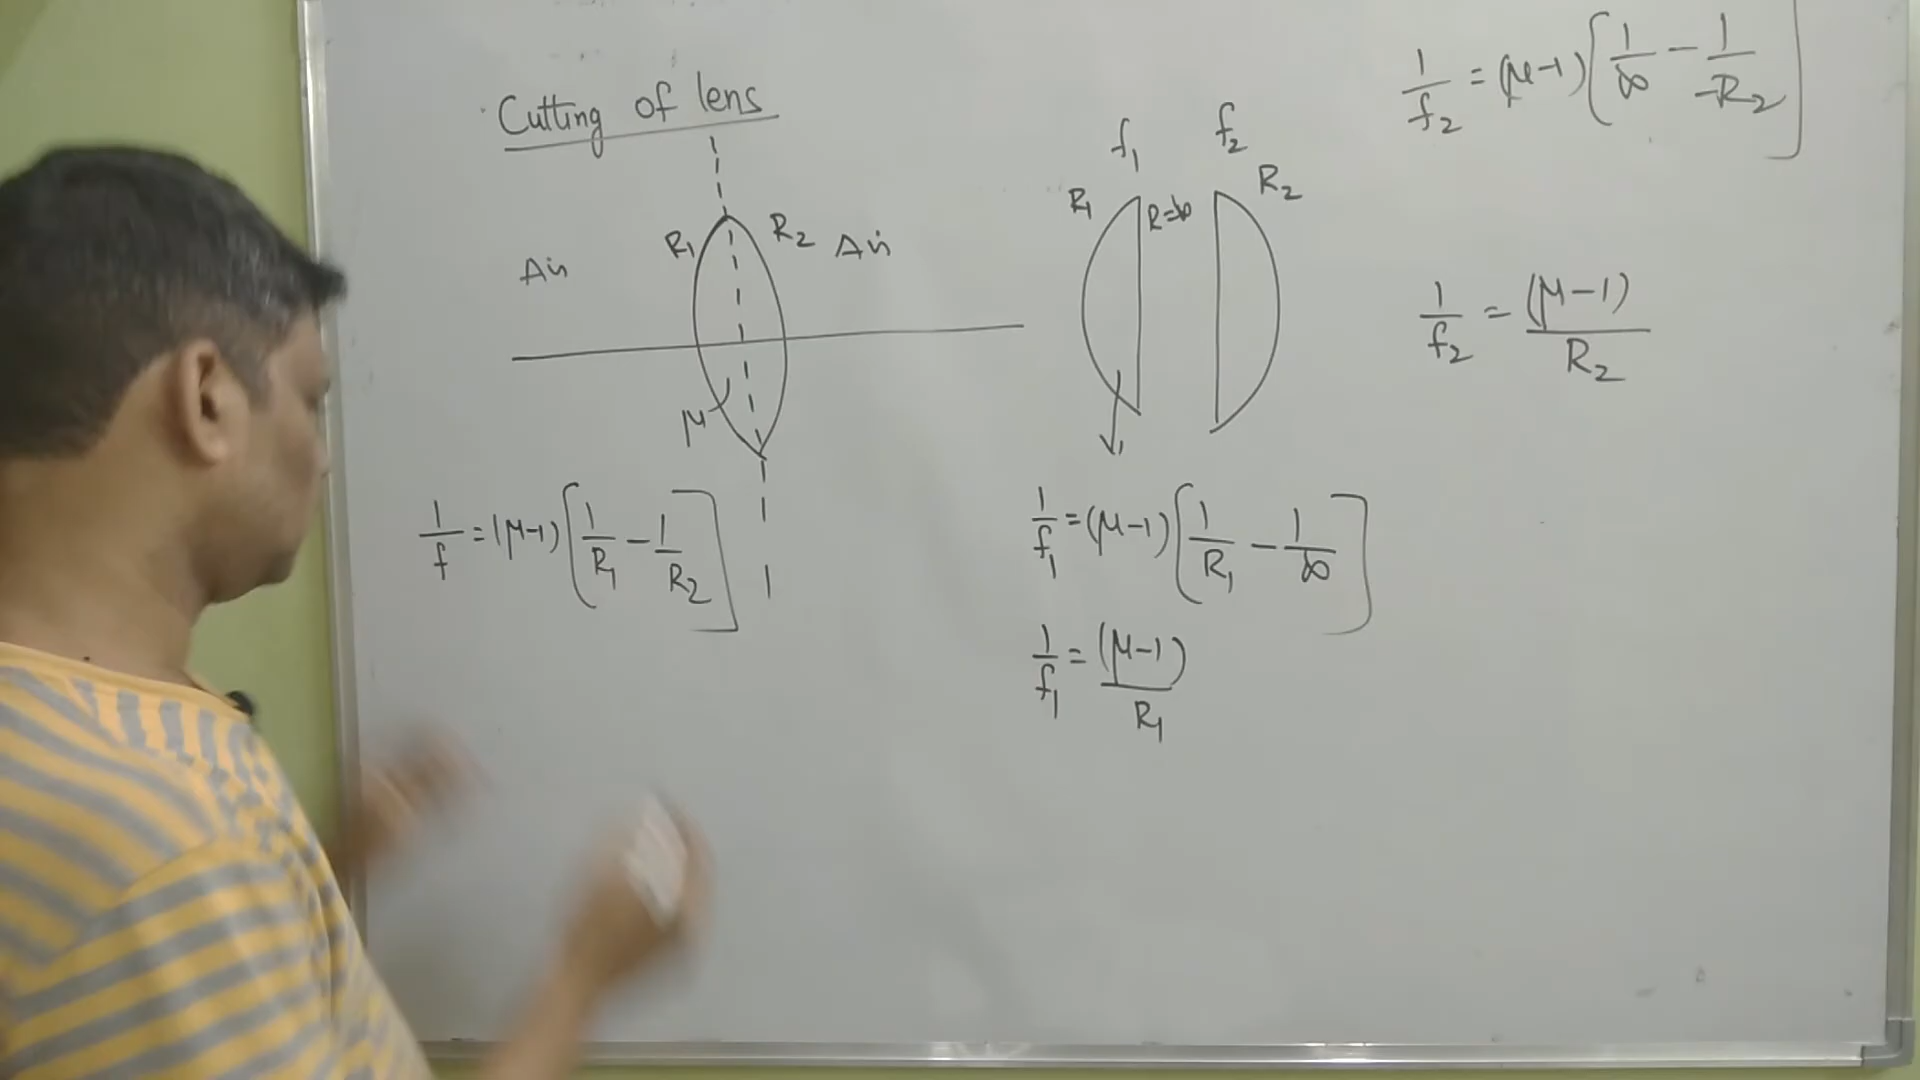 Cutting of lens
Air
R₁
R₂
Air
μ
1/f = (μ-1) [1/R₁ - 1/R₂]
f₁
f₂
R₁
R=∞
R₂
1/f₁ = (μ-1) [1/R₁ - 1/∞]
1/f₁ = (μ-1)/R₁
1/f₂ = (μ-1) [1/∞ - 1/-R₂]
1/f₂ = (μ-1)/R₂